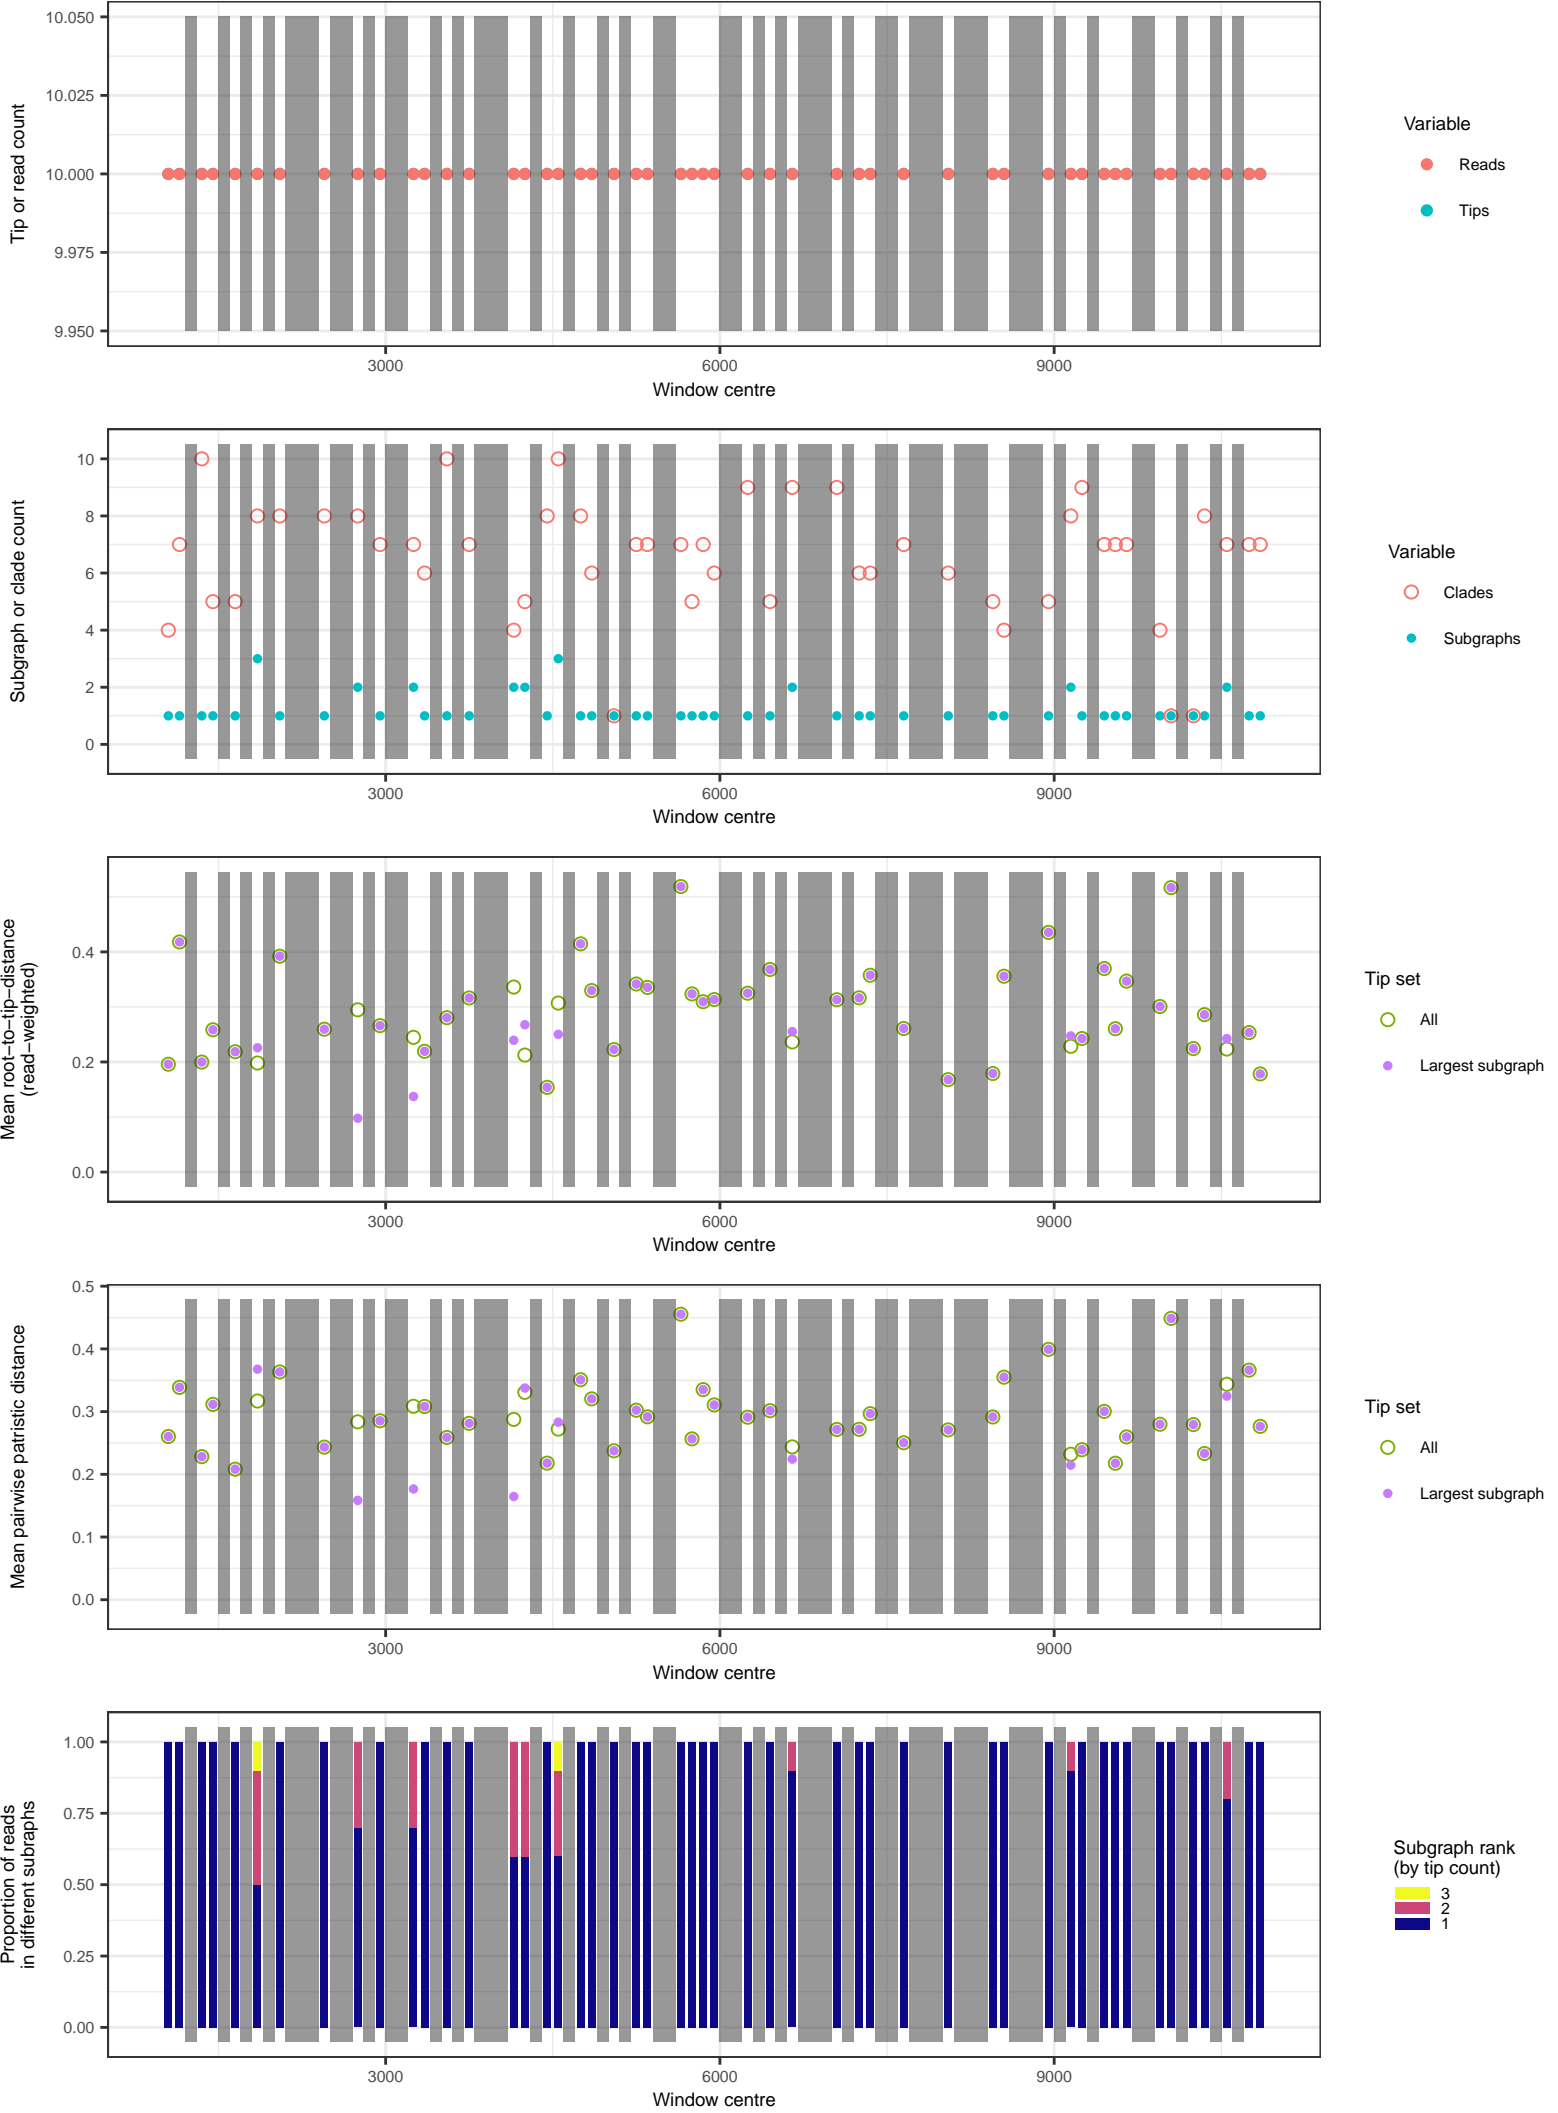 10.050
10.025
10.000
9.975
9.950
Tip or read count
3000
6000
9000
Window centre
Variable
Reads
Tips
10
8
6
4
2
0
Subgraph or clade count
3000
6000
9000
Window centre
Variable
Clades
Subgraphs
0.4
0.2
0.0
Mean root−to−tip−distance
(read−weighted)
3000
6000
9000
Window centre
Tip set
All
Largest subgraph
0.5
0.4
0.3
0.2
0.1
0.0
Mean pairwise patristic distance
3000
6000
9000
Window centre
Tip set
All
Largest subgraph
1.00
0.75
0.50
0.25
0.00
Proportion of reads
in different subraphs
3000
6000
9000
Window centre
Subgraph rank
(by tip count)
3
2
1